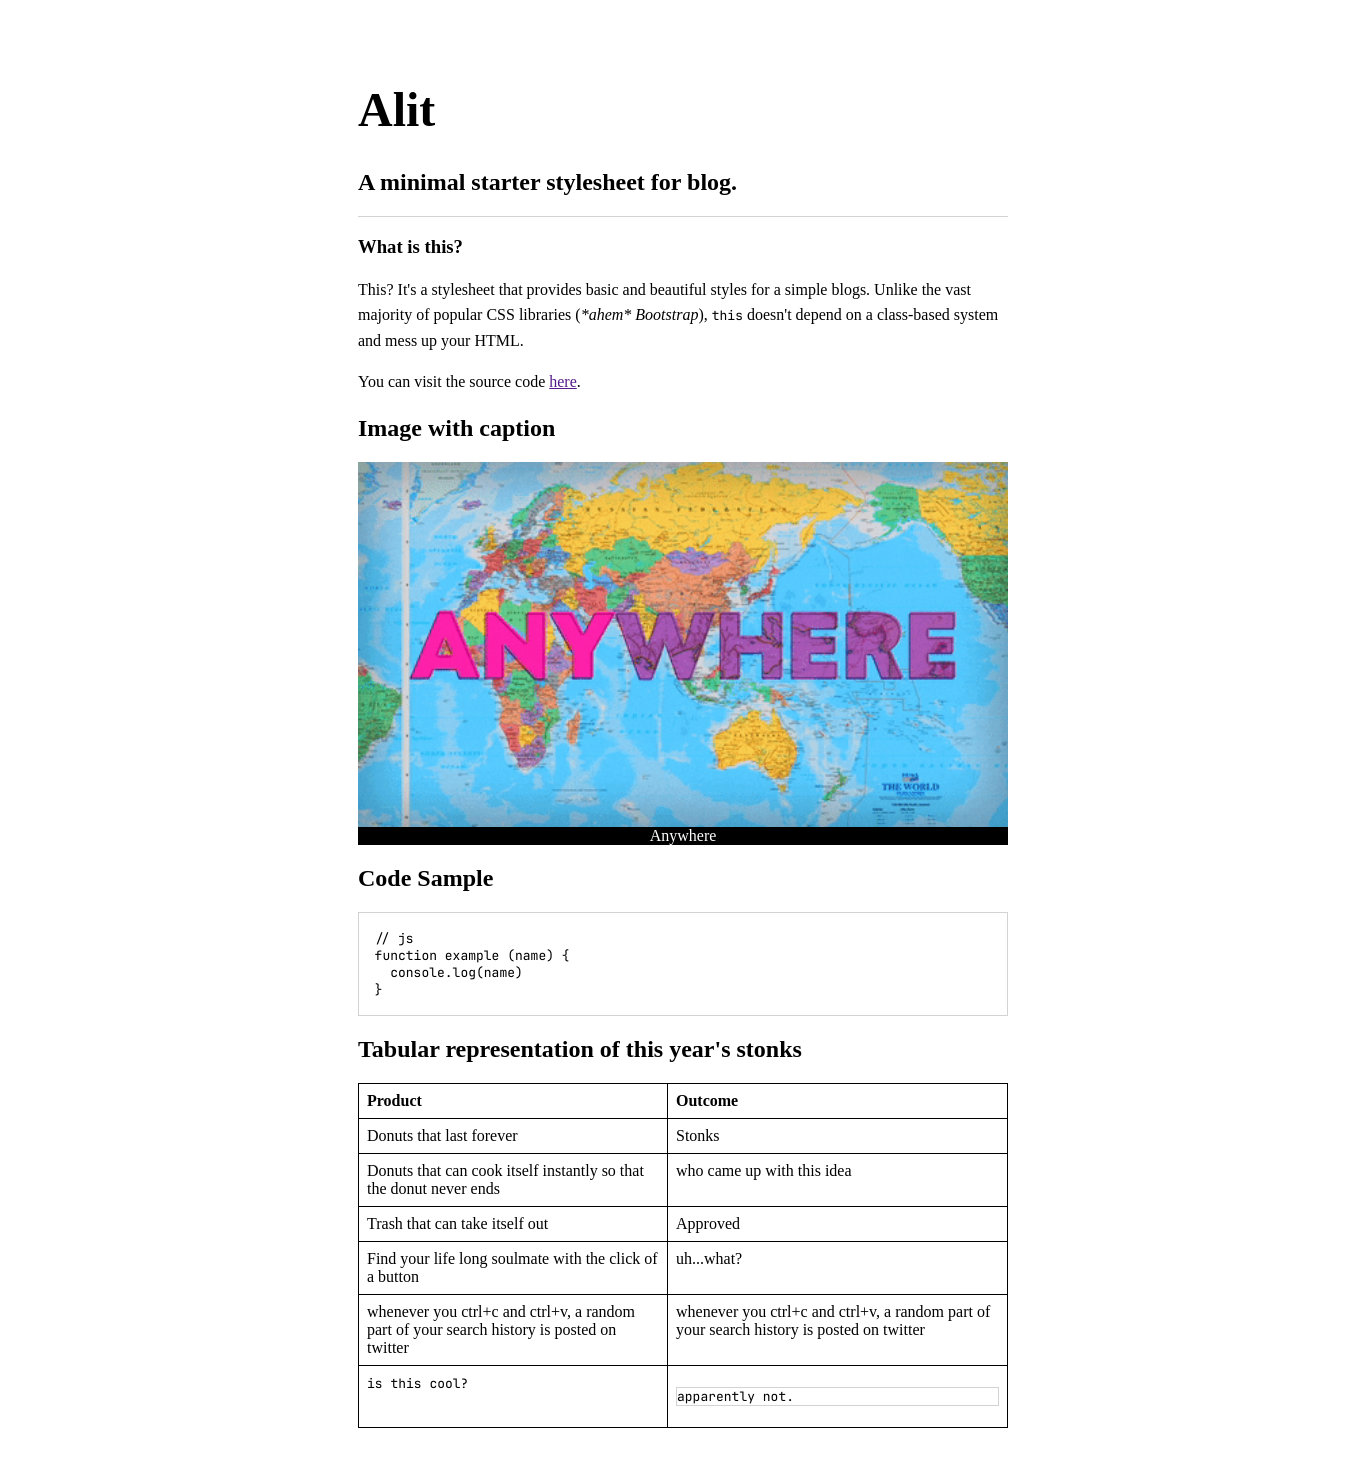 Alit
A minimal starter stylesheet for blog.
What is this?
This? It's a stylesheet that provides basic and beautiful styles for a simple blogs. Unlike the vast
majority of popular CSS libraries (*ahem* Bootstrap), this doesn't depend on a class-based system
and mess up your HTML.
You can visit the source code here.
Image with caption
ANYWHERE
THE WORLD
Anywhere
Code Sample
// js
function example (name) {
  console.log(name)
}
Tabular representation of this year's stonks
Product Outcome
Donuts that last forever Stonks
Donuts that can cook itself instantly so that who came up with this idea
the donut never ends
Trash that can take itself out Approved
Find your life long soulmate with the click of uh...what?
a button
whenever you ctrl+c and ctrl+v, a random whenever you ctrl+c and ctrl+v, a random part of
part of your search history is posted on your search history is posted on twitter
twitter
is this cool?
apparently not.